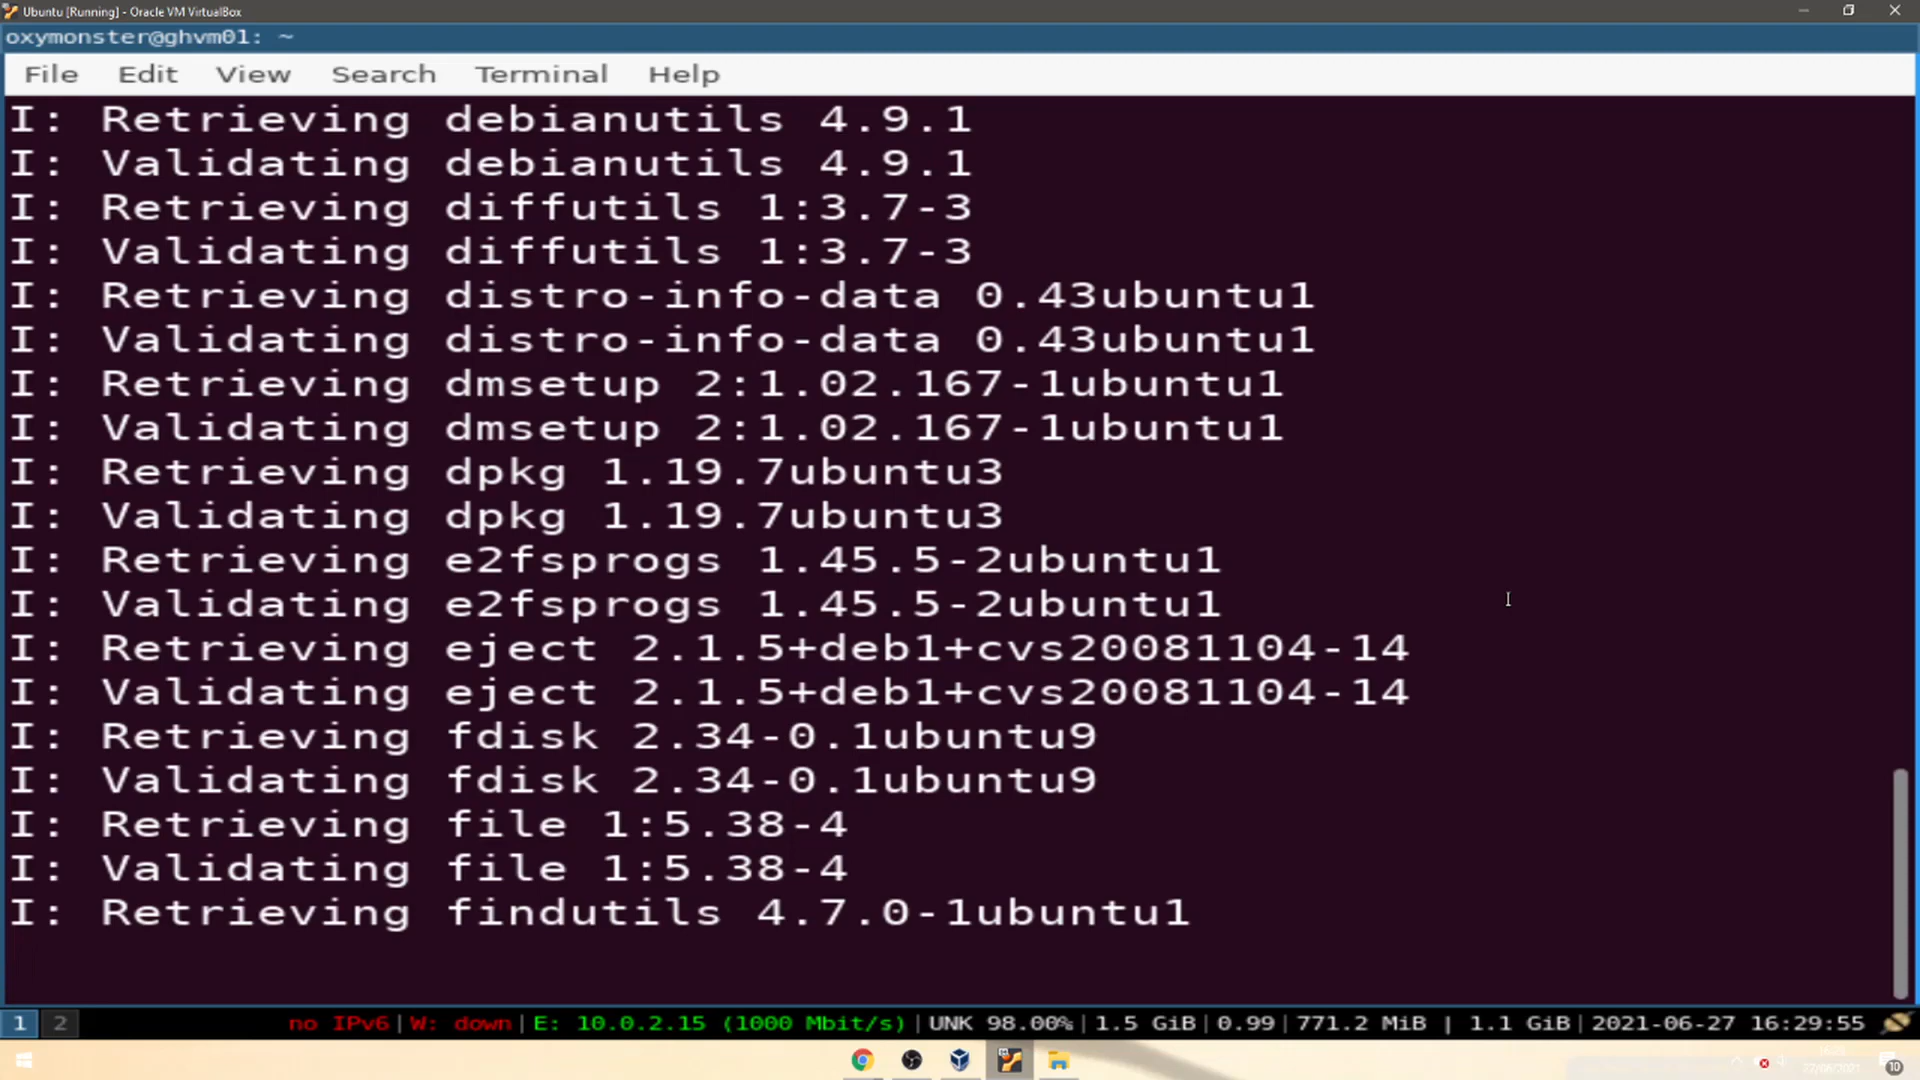 Ubuntu [Running] - Oracle VM VirtualBox
oxymonster@ghvm01: ~
File Edit View Search Terminal Help
I: Retrieving debianutils 4.9.1
I: Validating debianutils 4.9.1
I: Retrieving diffutils 1:3.7-3
I: Validating diffutils 1:3.7-3
I: Retrieving distro-info-data 0.43ubuntu1
I: Validating distro-info-data 0.43ubuntu1
I: Retrieving dmsetup 2:1.02.167-1ubuntu1
I: Validating dmsetup 2:1.02.167-1ubuntu1
I: Retrieving dpkg 1.19.7ubuntu3
I: Validating dpkg 1.19.7ubuntu3
I: Retrieving e2fsprogs 1.45.5-2ubuntu1
I: Validating e2fsprogs 1.45.5-2ubuntu1
I: Retrieving eject 2.1.5+deb1+cvs20081104-14
I: Validating eject 2.1.5+deb1+cvs20081104-14
I: Retrieving fdisk 2.34-0.1ubuntu9
I: Validating fdisk 2.34-0.1ubuntu9
I: Retrieving file 1:5.38-4
I: Validating file 1:5.38-4
I: Retrieving findutils 4.7.0-1ubuntu1
1 2 no IPv6|W: down|E: 10.0.2.15 (1000 Mbit/s)|UNK 98.00%|1.5 GiB|0.99|771.2 MiB | 1.1 GiB|2021-06-27 16:29:55
10